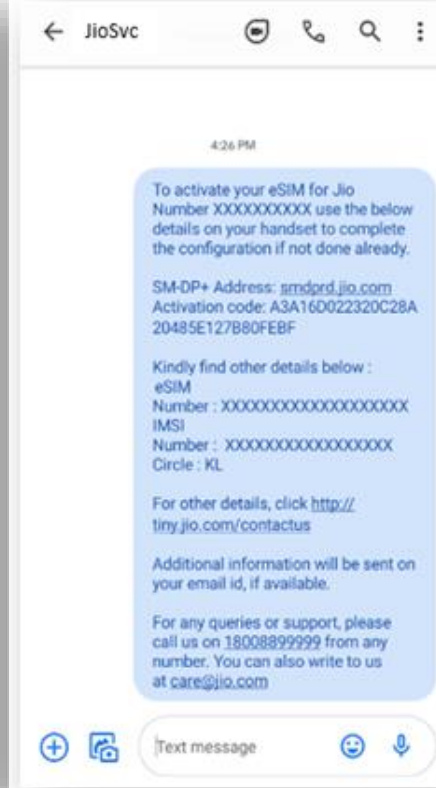 JioSvc
4:26 PM
To activate your eSIM for Jio
Number XXXXXXXXXX use the below
details on your handset to complete
the configuration if not done already.
SM-DP+ Address: smdprd.jio.com
Activation code: A3A16D022320C28A
20485E127B80FEBF
Kindly find other details below :
eSIM
Number : XXXXXXXXXXXXXXXXXXX
IMSI
Number : XXXXXXXXXXXXXXXXX
Circle : KL
For other details, click http://
tiny.jio.com/contactus
Additional information will be sent on
your email id, if available.
For any queries or support, please
call us on 18008899999 from any
number. You can also write to us
at care@jio.com
Text message